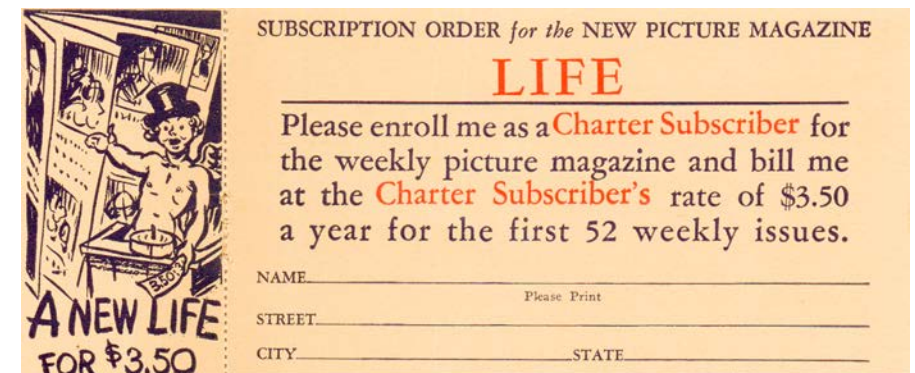 SUBSCRIPTION ORDER for the NEW PICTURE MAGAZINE
LIFE
Please enroll me as a Charter Subscriber for
the weekly picture magazine and bill me
at the Charter Subscriber's rate of $3.50
a year for the first 52 weekly issues.
NAME
Please Print
STREET
CITY STATE
3.50
A NEW LIFE
FOR $3.50